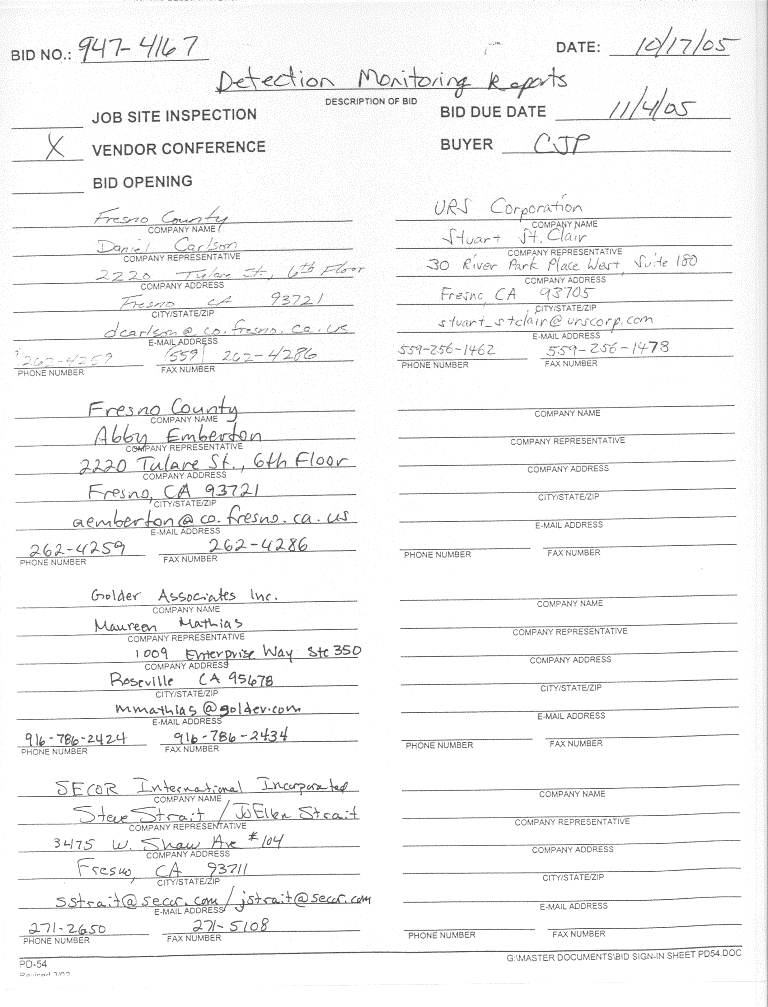 BID NO.: 947-4167 DATE: 10/17/05
Detection Monitoring Reports
DESCRIPTION OF BID
JOB SITE INSPECTION BID DUE DATE 11/4/05
X VENDOR CONFERENCE BUYER CJP
BID OPENING
Fresno County
COMPANY NAME
Daniel Carlson
COMPANY REPRESENTATIVE
2220 Tulare St., 6th Floor
COMPANY ADDRESS
Fresno CA 93721
CITY/STATE/ZIP
dcarlson@co.fresno.ca.us
E-MAIL ADDRESS
262-4259 (559) 262-4286
PHONE NUMBER FAX NUMBER
URS Corporation
COMPANY NAME
Stuart St. Clair
COMPANY REPRESENTATIVE
30 River Park Place West, Suite 180
COMPANY ADDRESS
Fresno, CA 93705
CITY/STATE/ZIP
stuart_stclair@urscorp.com
E-MAIL ADDRESS
559-256-1462 559-256-1478
PHONE NUMBER FAX NUMBER
Fresno County
COMPANY NAME
Abby Emberton
COMPANY REPRESENTATIVE
2220 Tulare St., 6th Floor
COMPANY ADDRESS
Fresno, CA 93721
CITY/STATE/ZIP
aemberton@co.fresno.ca.us
E-MAIL ADDRESS
262-4259 262-4286
PHONE NUMBER FAX NUMBER
COMPANY NAME
COMPANY REPRESENTATIVE
COMPANY ADDRESS
CITY/STATE/ZIP
E-MAIL ADDRESS
PHONE NUMBER FAX NUMBER
Golder Associates Inc.
COMPANY NAME
Maureen Mathias
COMPANY REPRESENTATIVE
1009 Enterprise Way Ste 350
COMPANY ADDRESS
Roseville CA 95678
CITY/STATE/ZIP
mmathias@golder.com
E-MAIL ADDRESS
916-786-2424 916-786-2434
PHONE NUMBER FAX NUMBER
COMPANY NAME
COMPANY REPRESENTATIVE
COMPANY ADDRESS
CITY/STATE/ZIP
E-MAIL ADDRESS
PHONE NUMBER FAX NUMBER
SECOR International Incorporated
COMPANY NAME
Steve Strait / JoEllen Strait
COMPANY REPRESENTATIVE
3475 W. Shaw Ave #104
COMPANY ADDRESS
Fresno, CA 93711
CITY/STATE/ZIP
sstrait@secor.com / jstrait@secor.com
E-MAIL ADDRESS
271-2650 271-5108
PHONE NUMBER FAX NUMBER
COMPANY NAME
COMPANY REPRESENTATIVE
COMPANY ADDRESS
CITY/STATE/ZIP
E-MAIL ADDRESS
PHONE NUMBER FAX NUMBER
PD-54 G:\MASTER DOCUMENTS\BID SIGN-IN SHEET PD54.DOC